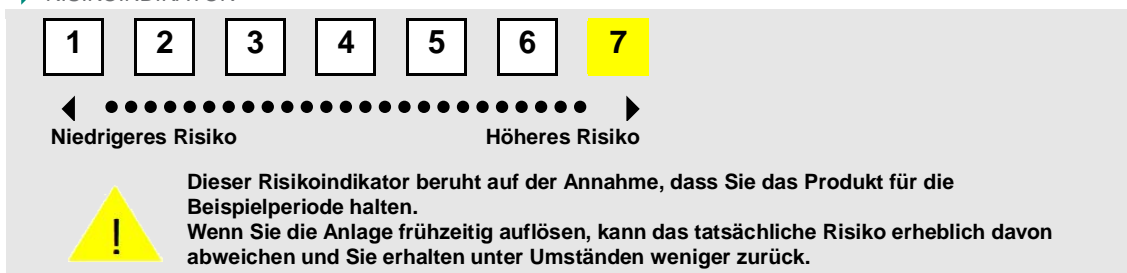 RISIKOINDIKATOR
1 2 3 4 5 6 7
Niedrigeres Risiko Höheres Risiko
Dieser Risikoindikator beruht auf der Annahme, dass Sie das Produkt für die
Beispielperiode halten.
! Wenn Sie die Anlage frühzeitig auflösen, kann das tatsächliche Risiko erheblich davon
abweichen und Sie erhalten unter Umständen weniger zurück.